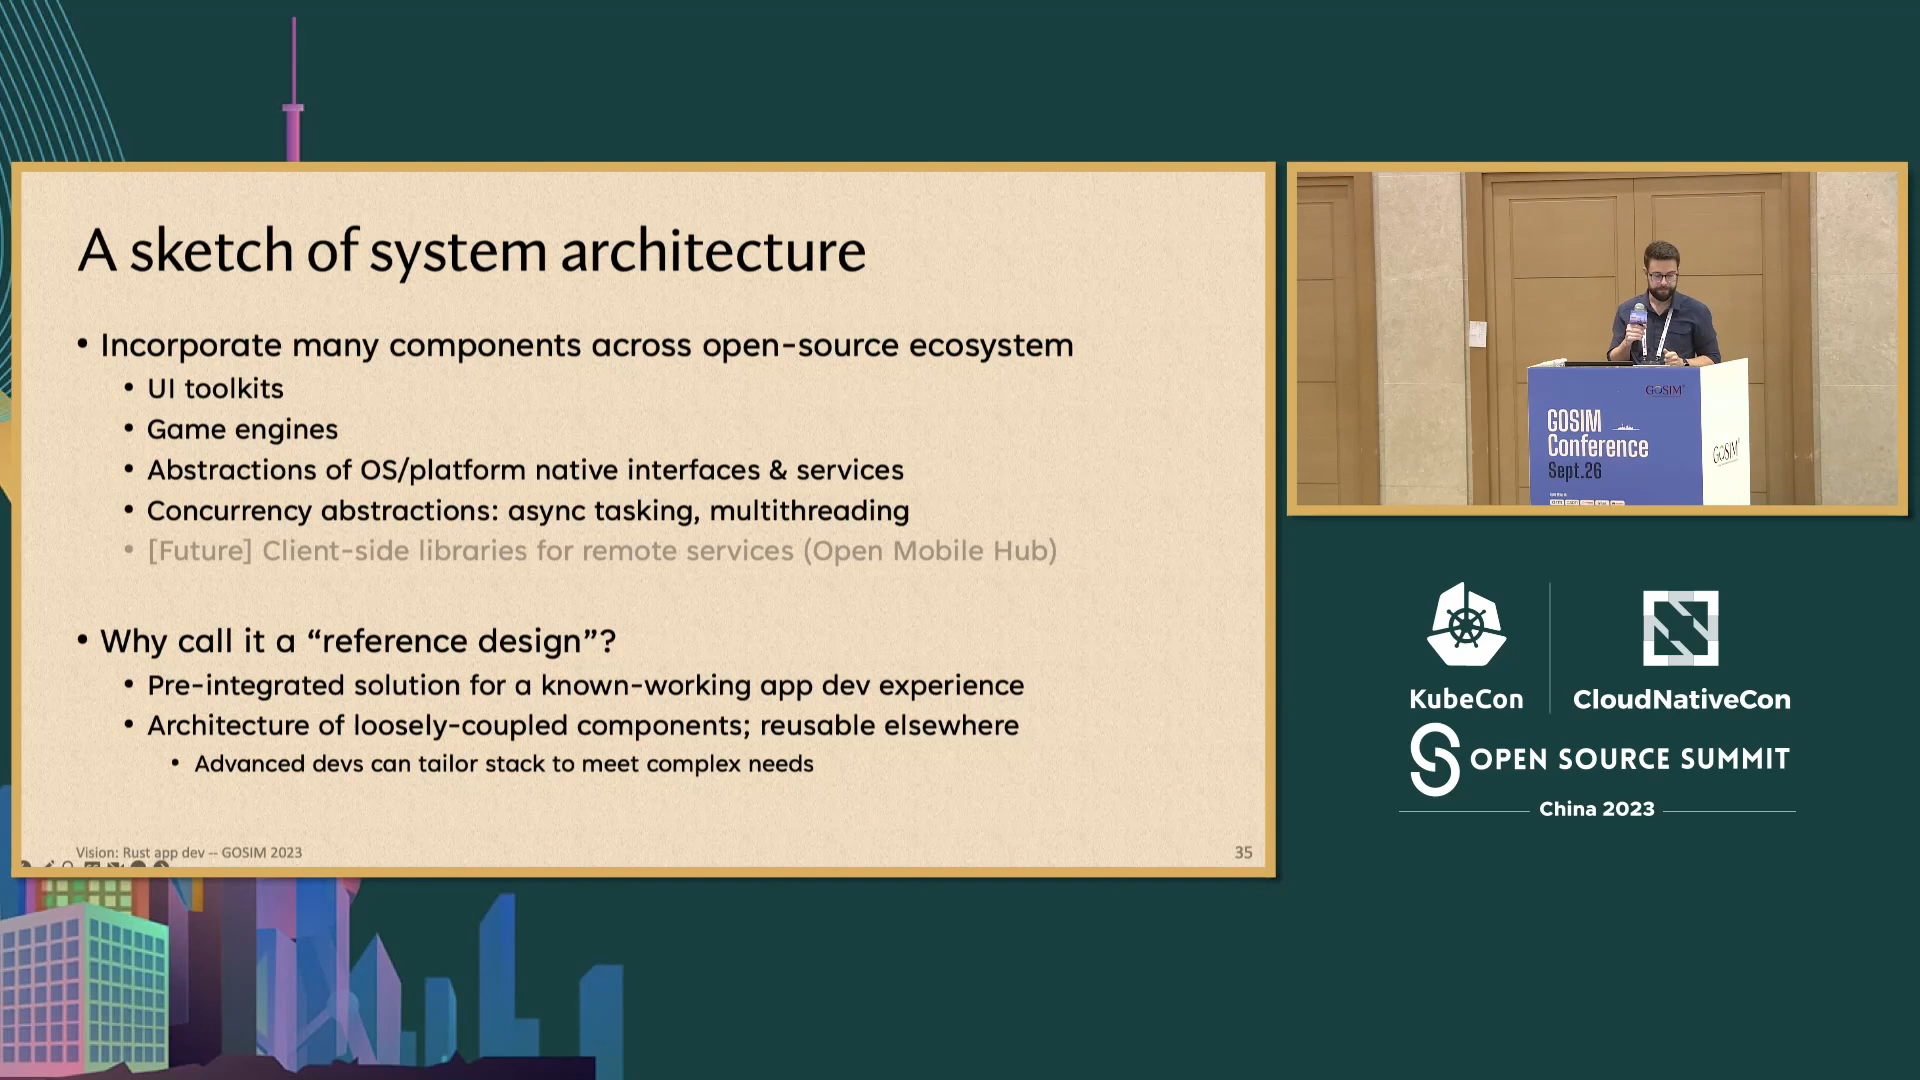 A sketch of system architecture
• Incorporate many components across open-source ecosystem
• UI toolkits
• Game engines
• Abstractions of OS/platform native interfaces & services
• Concurrency abstractions: async tasking, multithreading
• [Future] Client-side libraries for remote services (Open Mobile Hub)
• Why call it a “reference design”?
• Pre-integrated solution for a known-working app dev experience
• Architecture of loosely-coupled components; reusable elsewhere
• Advanced devs can tailor stack to meet complex needs
Vision: Rust app dev -- GOSIM 2023
35
GOSIM
GOSIM
Conference
Sept.26
GOSIM
KubeCon
CloudNativeCon
OPEN SOURCE SUMMIT
China 2023